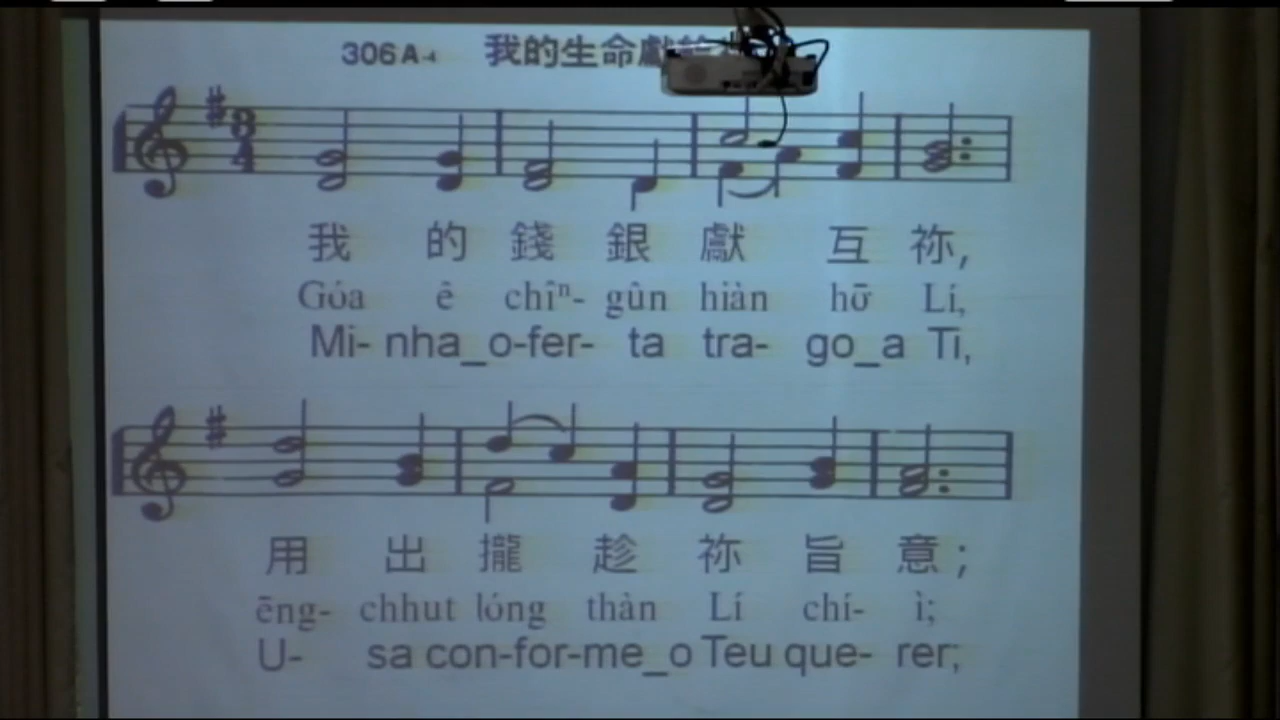 306A-4 我的生命獻
我 的 錢 銀 獻 互 祢,
Góa ê chîⁿ- gûn hiàn hō͘ Lí,
Mi- nha_o-fer- ta tra- go_a Ti,
用 出 攏 趁 祢 旨 意;
ēng- chhut lóng thàn Lí chí- ì;
U- sa con-for-me_o Teu que- rer;